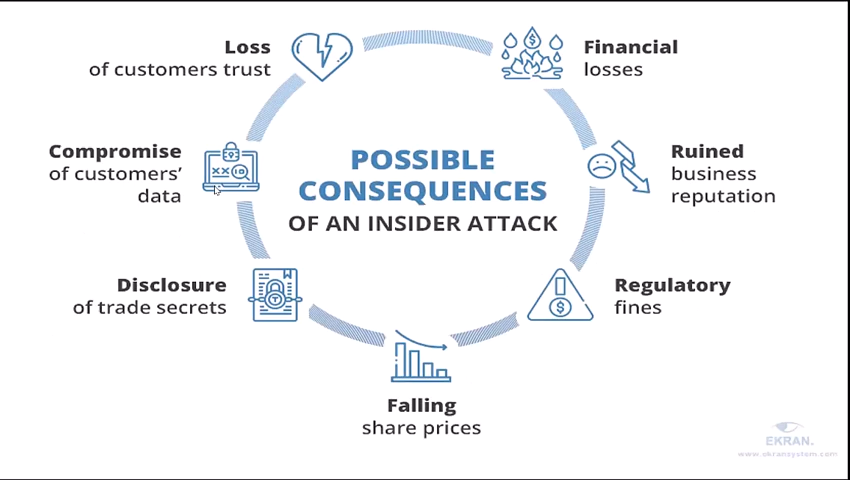 POSSIBLE
CONSEQUENCES
OF AN INSIDER ATTACK
Financial
losses
Ruined
business
reputation
Regulatory
fines
Falling
share prices
Disclosure
of trade secrets
Compromise
of customers'
data
Loss
of customers trust
EKRAN.
www.ekransystem.com